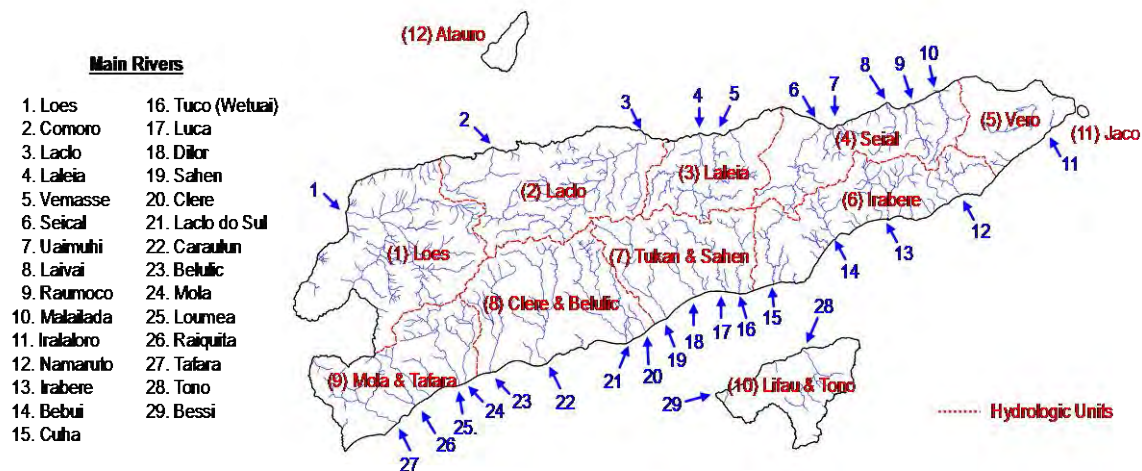 Main Rivers
1. Loes
2. Comoro
3. Laclo
4. Laleia
5. Vemasse
6. Seical
7. Uaimuhi
8. Laivai
9. Raumoco
10. Malailada
11. Iralaloro
12. Namaruto
13. Irabere
14. Bebui
15. Cuha
16. Tuco (Wetuai)
17. Luca
18. Dilor
19. Sahen
20. Clere
21. Laclo do Sul
22. Caraulun
23. Belulic
24. Mola
25. Loumea
26. Raiquita
27. Tafara
28. Tono
29. Bessi
(12) Atauro
1
2
3
4
5
6
7
8
9
10
(5) Vero
(11) Jaco
11
(4) Seial
(3) Laleia
(2) Laclo
(6) Irabere
12
13
14
(1) Loes
(7) Tukan & Sahen
(8) Clere & Belulic
15
16
17
18
19
20
21
22
23
24
25.
26
27
(9) Mola & Tafara
28
29
(10) Lifau & Tono
Hydrologic Units